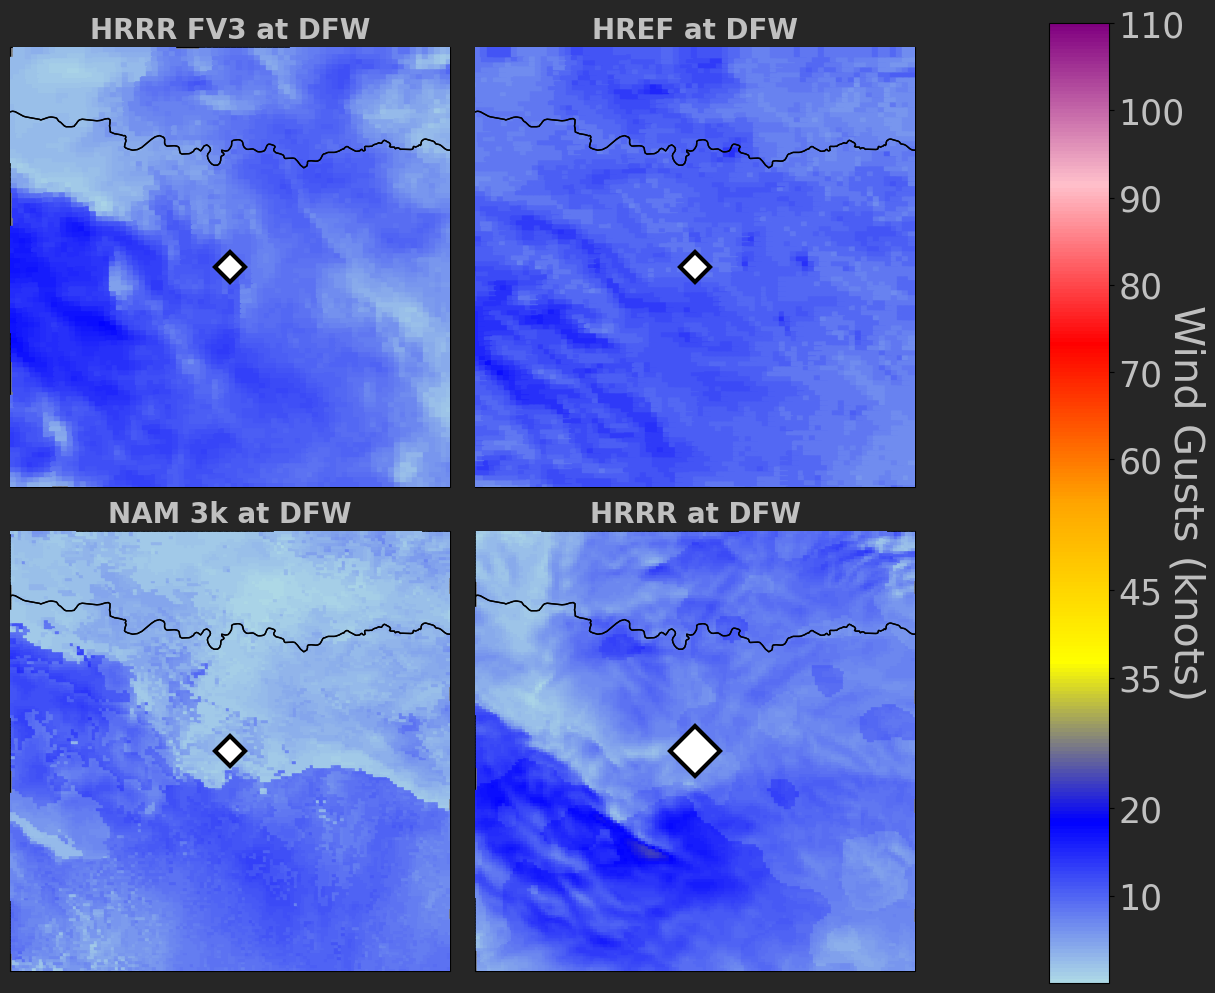 HRRR FV3 at DFW
HREF at DFW
NAM 3k at DFW
HRRR at DFW
110
100
90
80
70
60
45
35
20
10
Wind Gusts (knots)